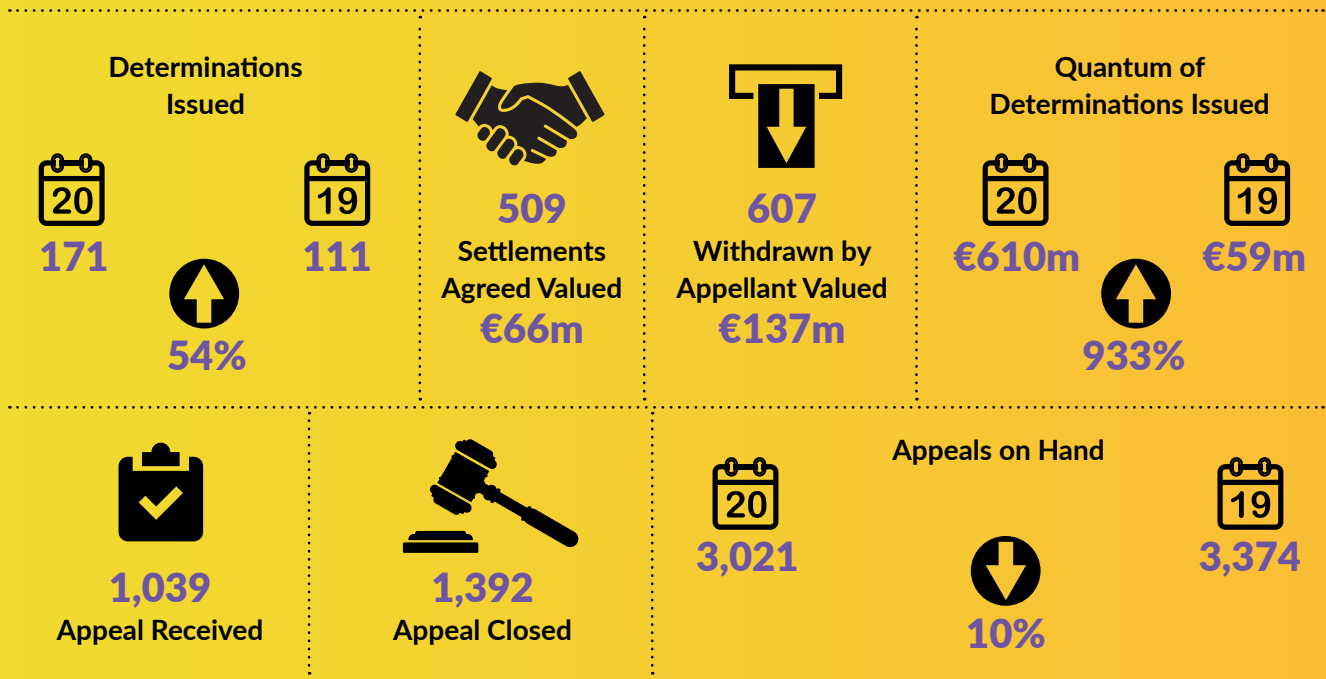 Determinations
Issued
20
19
171
111
54%
509
Settlements
Agreed Valued
€66m
607
Withdrawn by
Appellant Valued
€137m
Quantum of
Determinations Issued
20
19
€610m
€59m
933%
1,039
Appeal Received
1,392
Appeal Closed
Appeals on Hand
20
19
3,021
3,374
10%